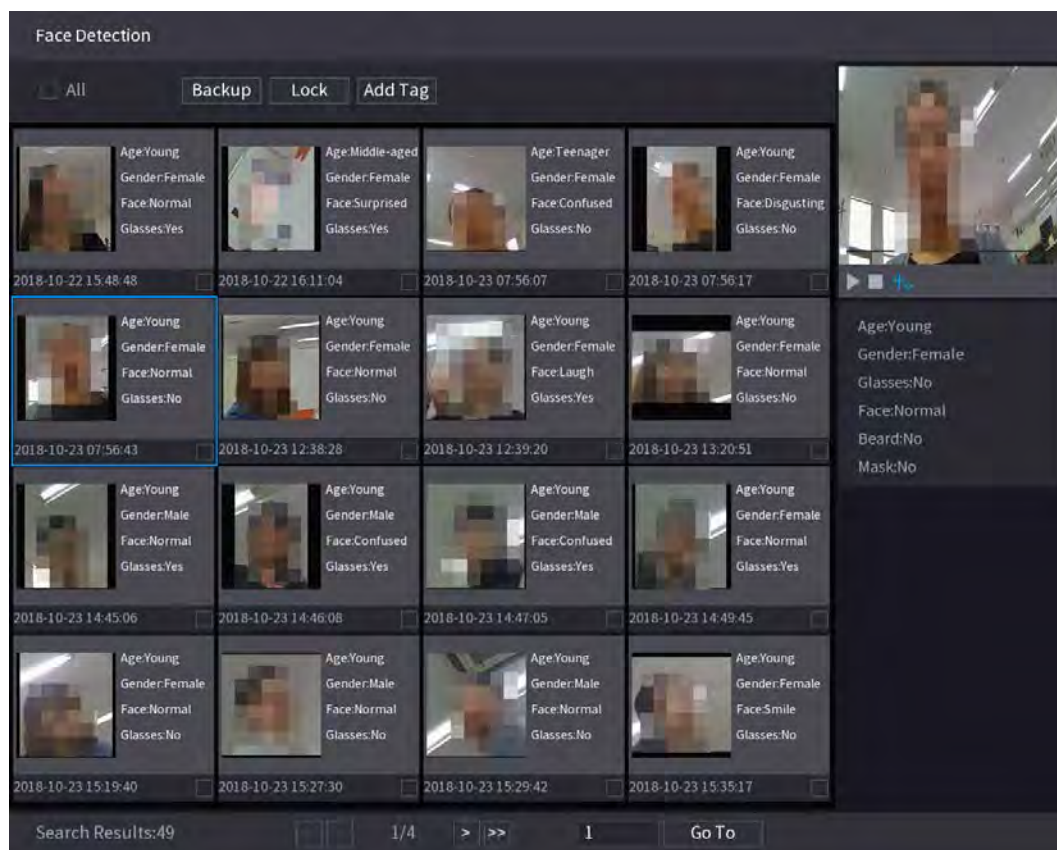 Face Detection
All
Backup
Lock
Add Tag
Age:Young
Gender:Female
Face:Normal
Glasses:Yes
2018-10-22 15:48:48
Age:Middle-aged
Gender:Female
Face:Surprised
Glasses:Yes
2018-10-22 16:11:04
Age:Teenager
Gender:Female
Face:Confused
Glasses:No
2018-10-23 07:56:07
Age:Young
Gender:Female
Face:Disgusting
Glasses:No
2018-10-23 07:56:17
Age:Young
Gender:Female
Face:Normal
Glasses:No
2018-10-23 07:56:43
Age:Young
Gender:Female
Face:Normal
Glasses:No
2018-10-23 12:38:28
Age:Young
Gender:Female
Face:Laugh
Glasses:Yes
2018-10-23 12:39:20
Age:Young
Gender:Female
Face:Normal
Glasses:No
2018-10-23 13:20:51
Age:Young
Gender:Male
Face:Normal
Glasses:Yes
2018-10-23 14:45:06
Age:Young
Gender:Male
Face:Confused
Glasses:Yes
2018-10-23 14:46:08
Age:Young
Gender:Male
Face:Confused
Glasses:Yes
2018-10-23 14:47:05
Age:Young
Gender:Female
Face:Normal
Glasses:Yes
2018-10-23 14:49:45
Age:Young
Gender:Female
Face:Normal
Glasses:No
2018-10-23 15:19:40
Age:Young
Gender:Male
Face:Normal
Glasses:No
2018-10-23 15:27:30
Age:Young
Gender:Male
Face:Normal
Glasses:No
2018-10-23 15:29:42
Age:Young
Gender:Female
Face:Smile
Glasses:No
2018-10-23 15:35:17
Age:Young
Gender:Female
Glasses:No
Face:Normal
Beard:No
Mask:No
Search Results:49
1/4
>
>>
1
Go To